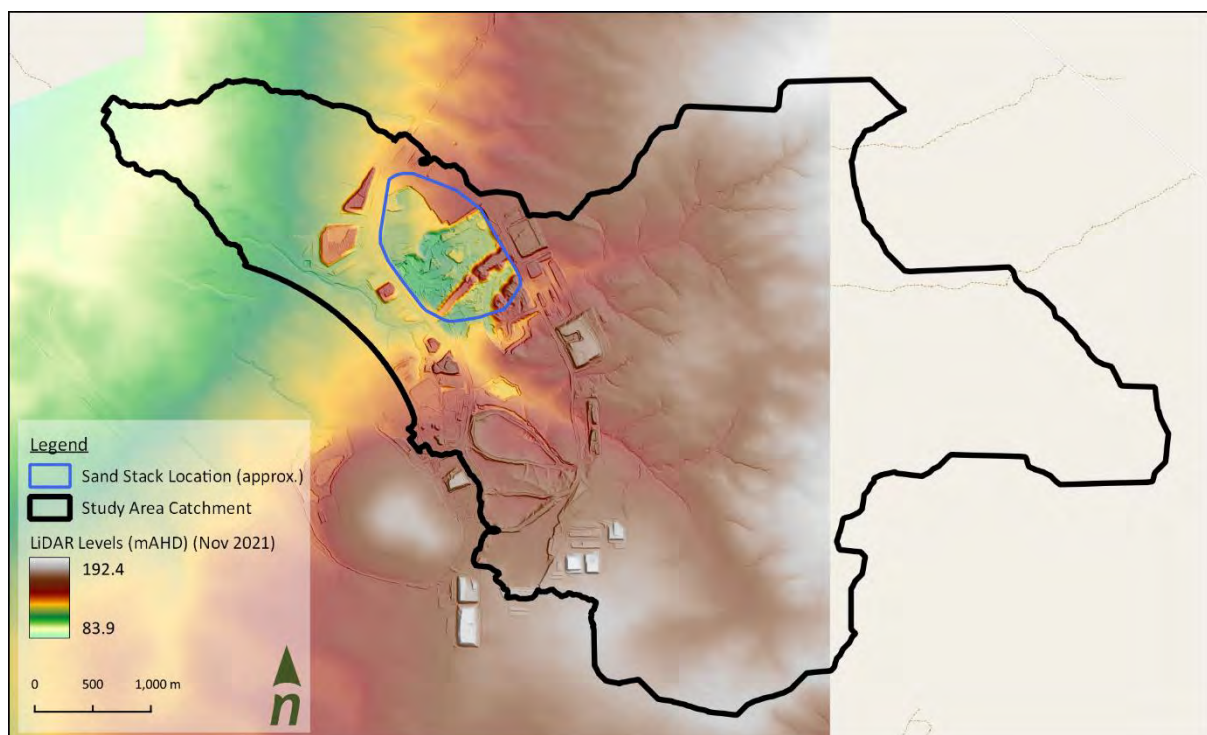 Legend
Sand Stack Location (approx.)
Study Area Catchment
LiDAR Levels (mAHD) (Nov 2021)
192.4
83.9
0 500 1,000 m
n